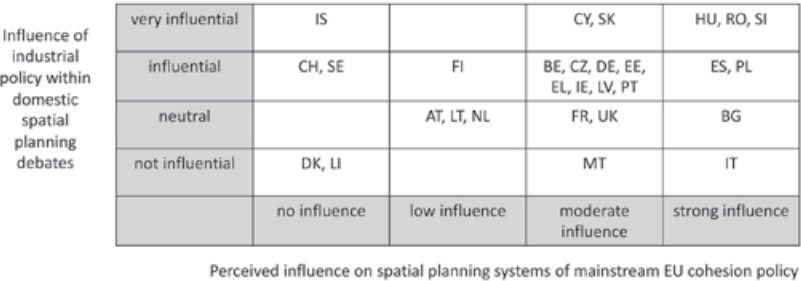 Influence of
industrial
policy within
domestic
spatial
planning
debates
very influential IS CY, SK HU, RO, SI
influential CH, SE FI BE, CZ, DE, EE, ES, PL
EL, IE, LV, PT
neutral AT, LT, NL FR, UK BG
not influential DK, LI MT IT
no influence low influence moderate strong influence
influence
Perceived influence on spatial planning systems of mainstream EU cohesion policy